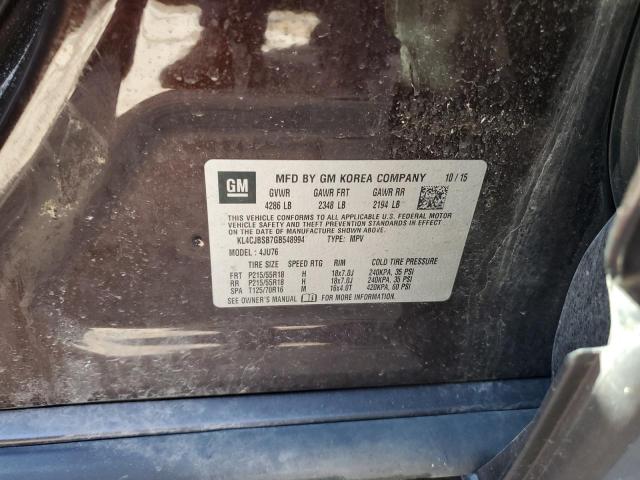 GM
MFD BY GM KOREA COMPANY 10/15
GVWR GAWR FRT GAWR RR
4286 LB 2348 LB 2194 LB
THIS VEHICLE CONFORMS TO ALL APPLICABLE U.S. FEDERAL MOTOR
VEHICLE SAFETY AND THEFT PREVENTION STANDARDS IN EFFECT ON
THE DATE OF MANUFACTURE SHOWN ABOVE.
KL4CJBSB7GB548994 TYPE: MPV
MODEL: 4JU76
TIRE SIZE SPEED RTG RIM COLD TIRE PRESSURE
FRT P215/55R18 H 18x7.0J 240KPA, 35 PSI
RR P215/55R18 H 18x7.0J 240KPA, 35 PSI
SPA T125/70R16 M 16x4.0T 420KPA, 60 PSI
SEE OWNER'S MANUAL